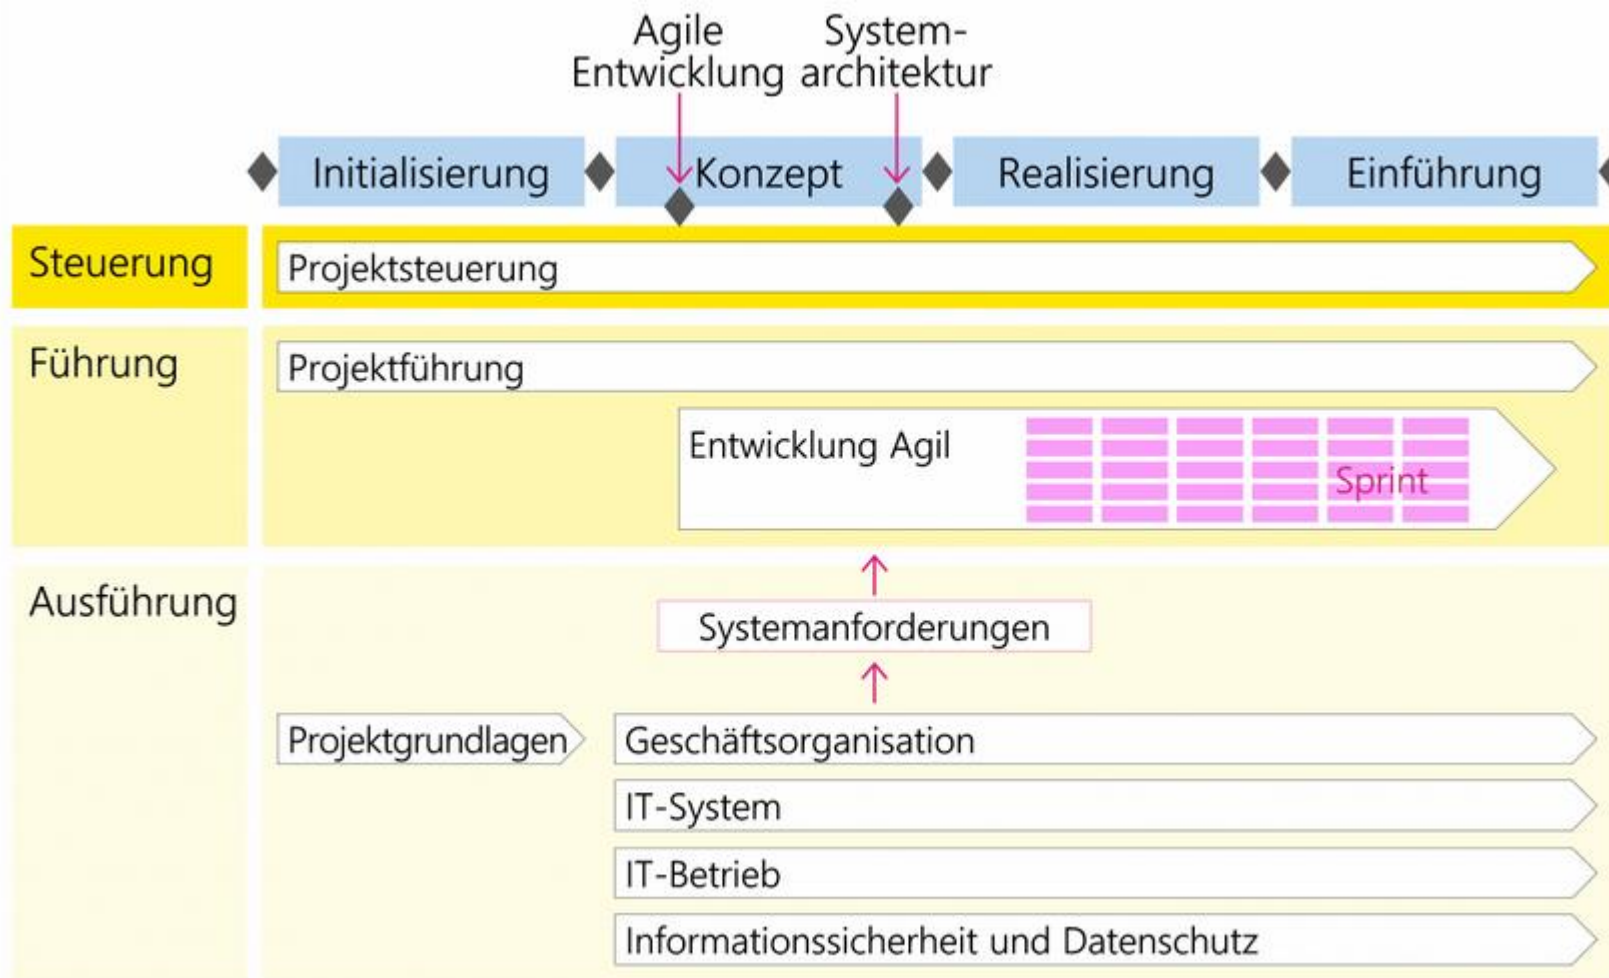 Agile
Entwicklung
System-
architektur
Initialisierung
Konzept
Realisierung
Einführung
Steuerung
Projektsteuerung
Führung
Projektführung
Entwicklung Agil
Sprint
Ausführung
Systemanforderungen
Projektgrundlagen
Geschäftsorganisation
IT-System
IT-Betrieb
Informationssicherheit und Datenschutz